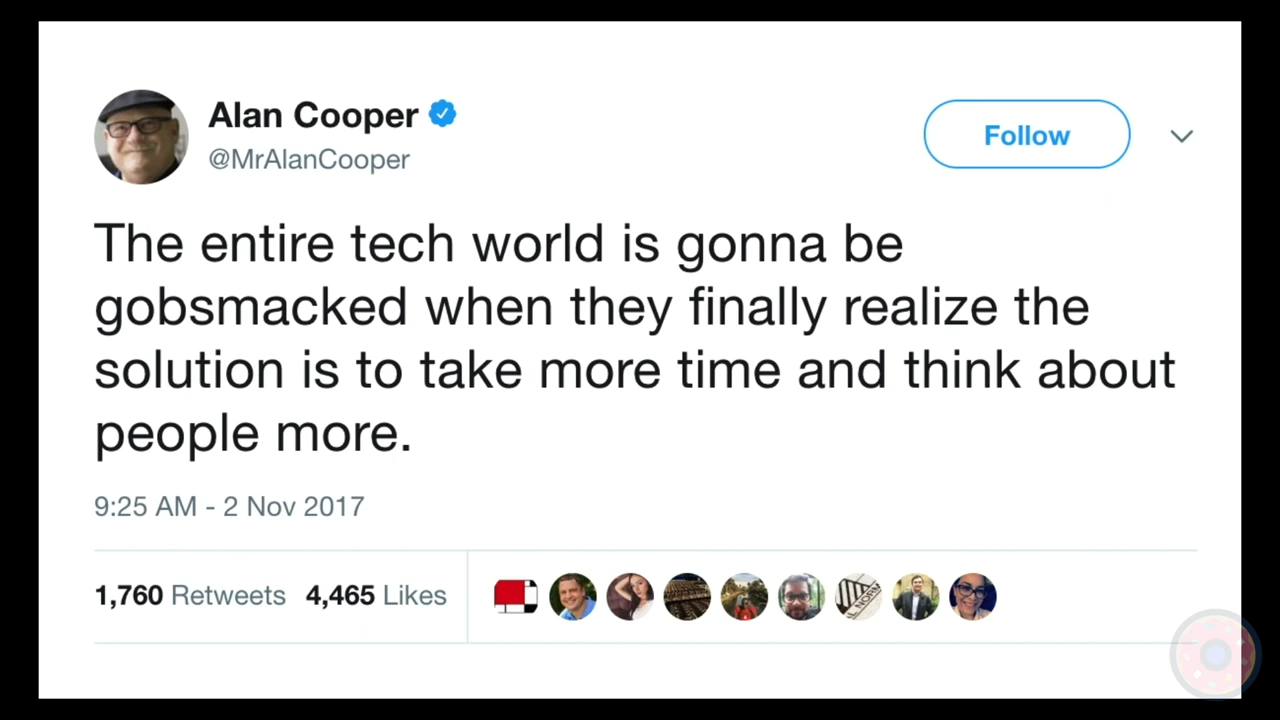 Alan Cooper
@MrAlanCooper
Follow
The entire tech world is gonna be
gobsmacked when they finally realize the
solution is to take more time and think about
people more.
9:25 AM - 2 Nov 2017
1,760 Retweets 4,465 Likes